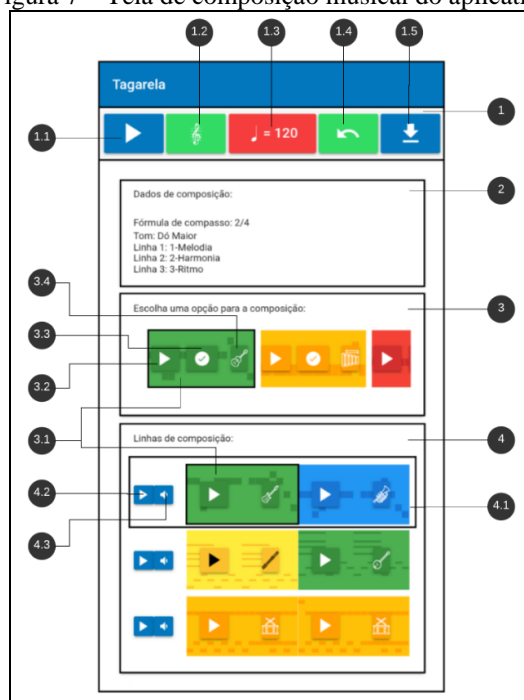 igura 7 – Tela de composição musical do aplicati
1.2
1.3
1.4
1.5
Tagarela
1
1.1
♩ = 120
Dados de composição:
2
Fórmula de compasso: 2/4
Tom: Dó Maior
Linha 1: 1-Melodia
Linha 2: 2-Harmonia
Linha 3: 3-Ritmo
3.4
Escolha uma opção para a composição:
3
3.3
3.2
3.1
Linhas de composição:
4
4.2
4.1
4.3